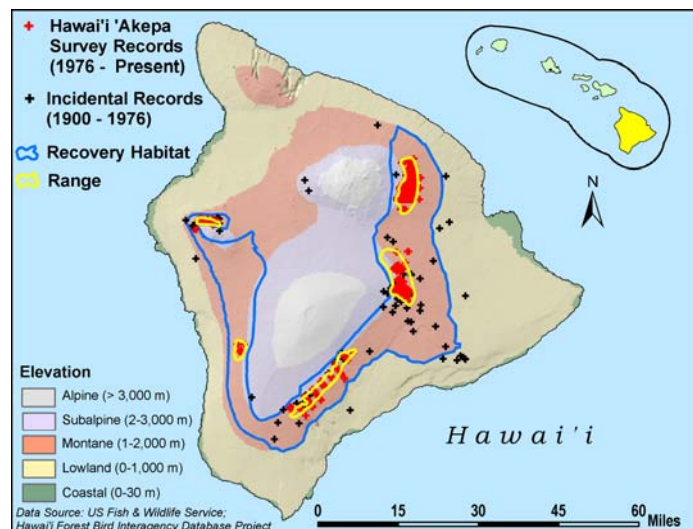 Hawai'i 'Akepa
Survey Records
(1976 - Present)
Incidental Records
(1900 - 1976)
Recovery Habitat
Range
N
Elevation
Alpine (> 3,000 m)
Subalpine (2-3,000 m)
Montane (1-2,000 m)
Lowland (0-1,000 m)
Coastal (0-30 m)
Hawai'i
Data Source: US Fish & Wildlife Service;
Hawai'i Forest Bird Interagency Database Project
0 15 30 45 60
Miles